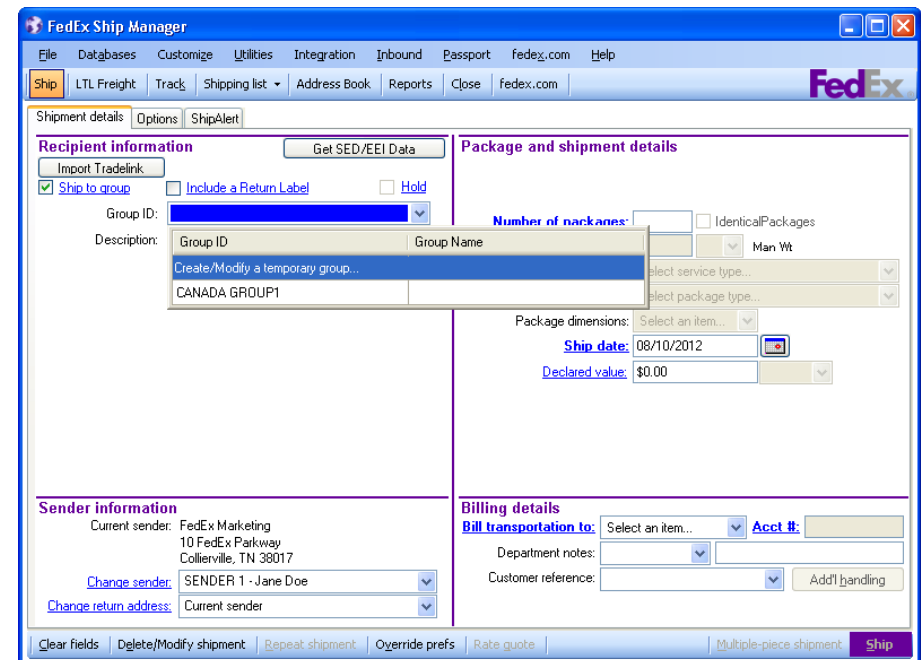 FedEx Ship Manager
File Databases Customize Utilities Integration Inbound Passport fedex.com Help
Ship LTL Freight Track Shipping list Address Book Reports Close fedex.com FedEx
Shipment details Options ShipAlert
Recipient information Get SED/EEI Data Package and shipment details
Import Tradelink
Ship to group Include a Return Label Hold
Group ID: Number of packages: IdenticalPackages
Description: Group ID Group Name Man Wt
Create/Modify a temporary group... elect service type...
CANADA GROUP1 elect package type...
Package dimensions: Select an item...
Ship date: 08/10/2012
Declared value: $0.00
Sender information Billing details
Current sender: FedEx Marketing Bill transportation to: Select an item... Acct #:
10 FedEx Parkway
Collierville, TN 38017 Department notes:
Change sender: SENDER 1 - Jane Doe Customer reference: Add'l handling
Change return address: Current sender
Clear fields Delete/Modify shipment Repeat shipment Override prefs Rate quote Multiple-piece shipment Ship